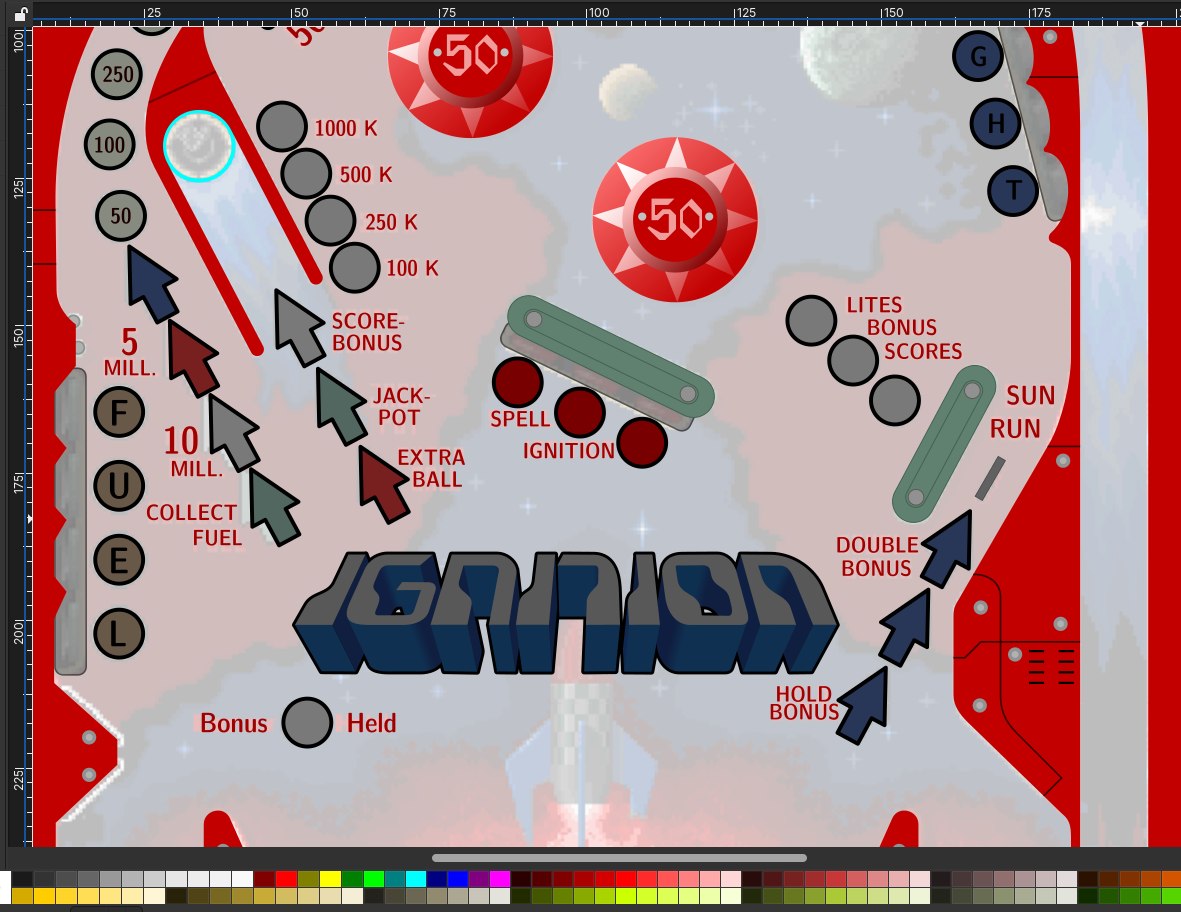 25
50
75
100
125
150
175
100
125
150
175
200
225
50
50
250
100
50
1000 K
500 K
250 K
100 K
50
G
H
T
SCORE-
BONUS
JACK-
POT
EXTRA
BALL
5
MILL.
10
MILL.
COLLECT
FUEL
F
U
E
L
SPELL
IGNITION
LITES
BONUS
SCORES
SUN
RUN
DOUBLE
BONUS
HOLD
BONUS
IGNITION
Bonus Held